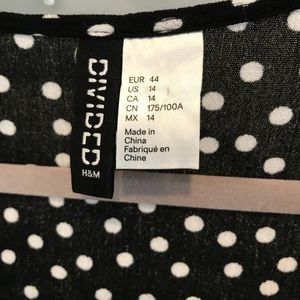 DIVIDED
H&M
EUR 44
US 14
CA 14
CN 175/100A
MX 14
Made in
China
Fabriqué en
Chine